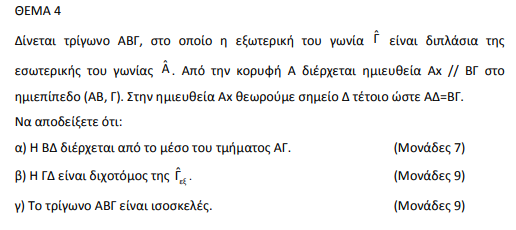 ΘΕΜΑ 4
Δίνεται τρίγωνο ΑΒΓ, στο οποίο η εξωτερική του γωνία Γ̂ είναι διπλάσια της
εσωτερικής του γωνίας Â . Από την κορυφή Α διέρχεται ημιευθεία Αx // ΒΓ στο
ημιεπίπεδο (ΑΒ, Γ). Στην ημιευθεία Αx θεωρούμε σημείο Δ τέτοιο ώστε ΑΔ=ΒΓ.
Να αποδείξετε ότι:
α) Η ΒΔ διέρχεται από το μέσο του τμήματος ΑΓ. (Μονάδες 7)
β) Η ΓΔ είναι διχοτόμος της Γ̂εξ . (Μονάδες 9)
γ) Το τρίγωνο ΑΒΓ είναι ισοσκελές. (Μονάδες 9)